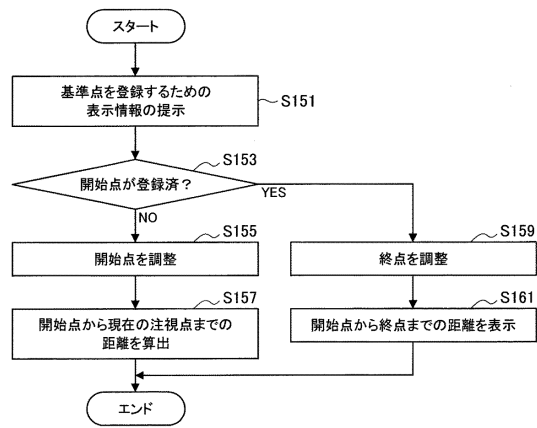 スタート
基準点を登録するための
表示情報の提示
S151
開始点が登録済？
S153
YES
NO
開始点を調整
S155
開始点から現在の注視点までの
距離を算出
S157
終点を調整
S159
開始点から終点までの距離を表示
S161
エンド